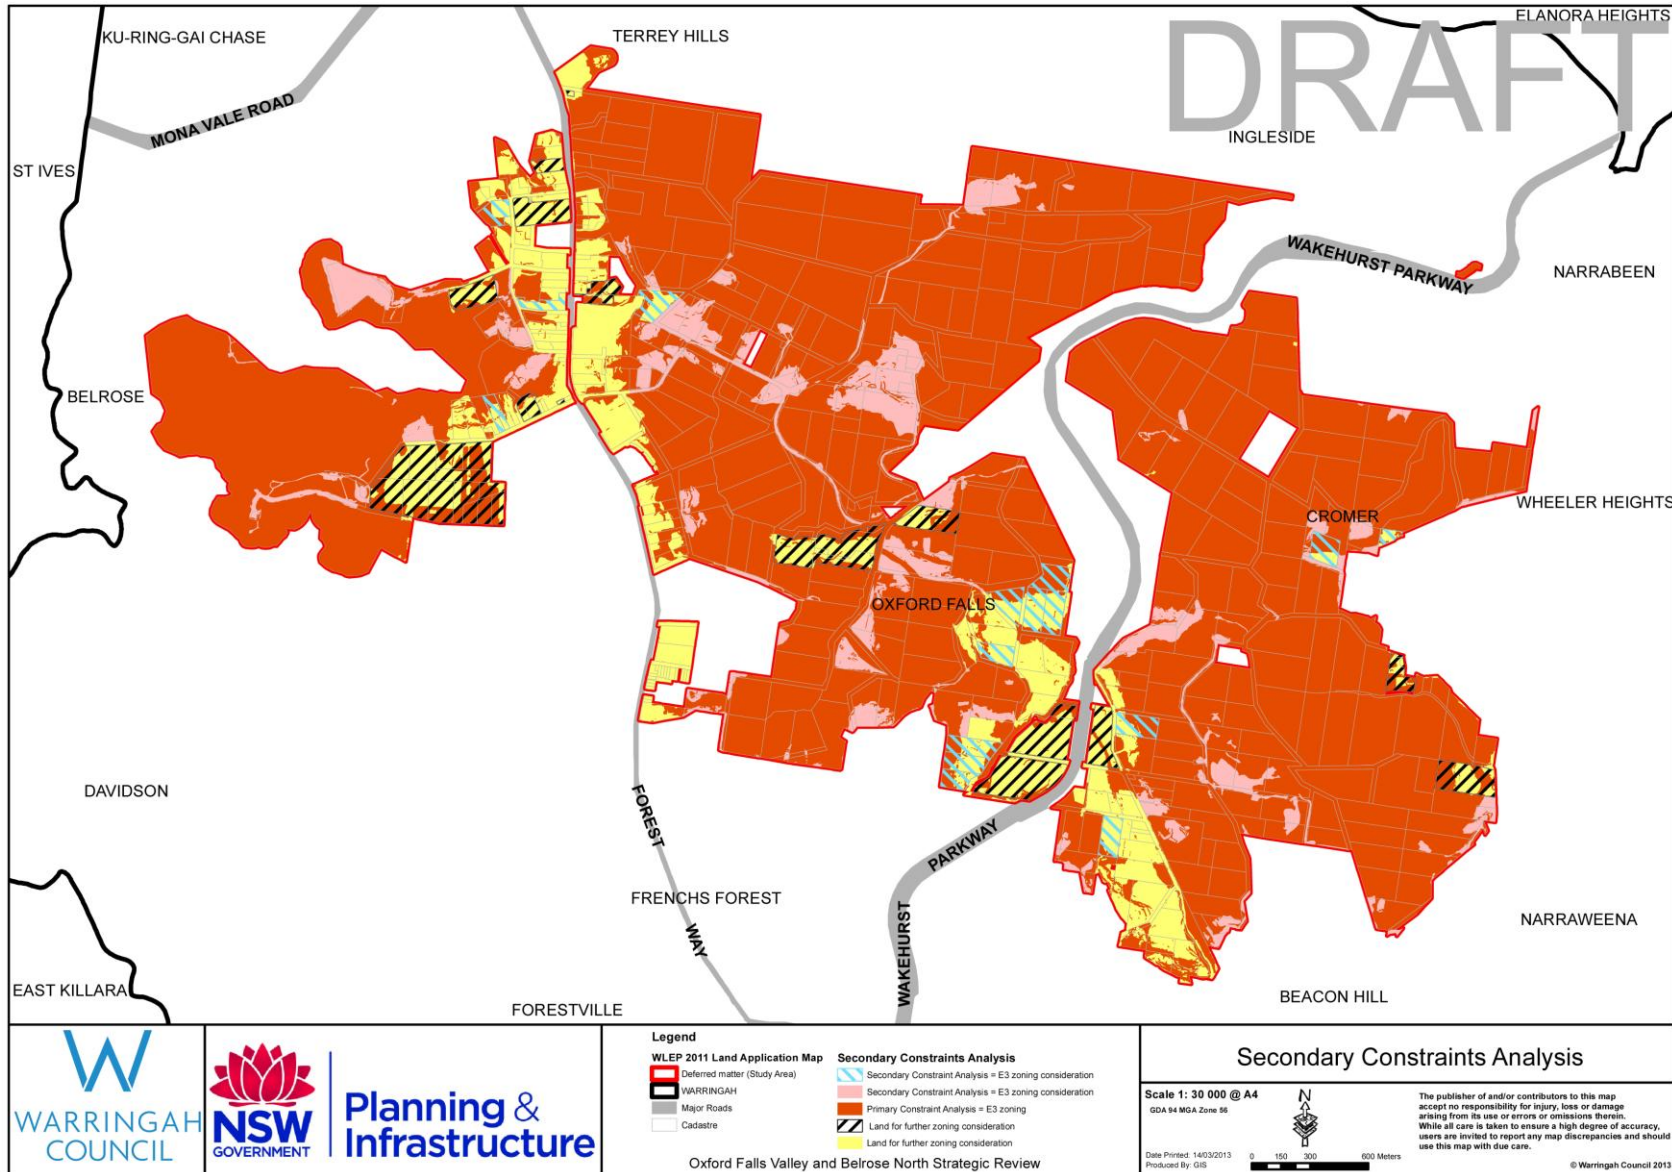 ELANORA HEIGHTS
KU-RING-GAI CHASE
TERREY HILLS
DRAFT
MONA VALE ROAD
INGLESIDE
ST IVES
WAKEHURST PARKWAY
NARRABEEN
BELROSE
WHEELER HEIGHTS
CROMER
OXFORD FALLS
DAVIDSON
FOREST
WAY
PARKWAY
WAKEHURST
FRENCHS FOREST
NARRAWEENA
EAST KILLARA
FORESTVILLE
BEACON HILL
W
WARRINGAH
COUNCIL
NSW
GOVERNMENT
Planning &
Infrastructure
Legend
WLEP 2011 Land Application Map
Deferred matter (Study Area)
WARRINGAH
Major Roads
Cadastre
Secondary Constraints Analysis
Secondary Constraint Analysis = E3 zoning consideration
Secondary Constraint Analysis = E3 zoning consideration
Primary Constraint Analysis = E3 zoning
Land for further zoning consideration
Land for further zoning consideration
Oxford Falls Valley and Belrose North Strategic Review
Secondary Constraints Analysis
Scale 1: 30 000 @ A4
GDA 94 MGA Zone 56
N
Date Printed: 14/03/2013
Produced By: GIS
0 150 300 600 Meters
The publisher of and/or contributors to this map
accept no responsibility for injury, loss or damage
arising from its use or errors or omissions therein.
While all care is taken to ensure a high degree of accuracy,
users are invited to report any map discrepancies and should
use this map with due care.
© Warringah Council 2013